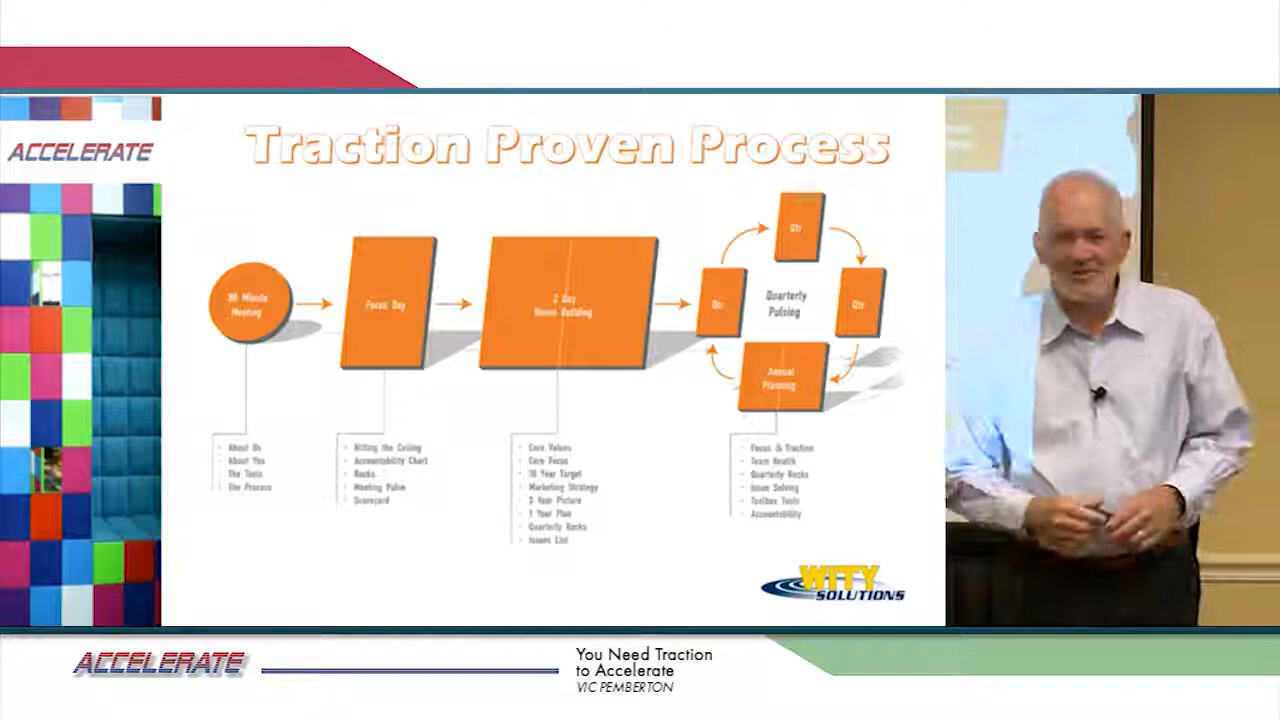 ACCELERATE
Traction Proven Process
90 Minute
Meeting
Focus Day
2 Day
Vision Building
Qtr
Qtr
Quarterly
Pulsing
Qtr
Annual
Planning
About Us
About You
The Tools
The Process
Hitting the Ceiling
Accountability Chart
Rocks
Meeting Pulse
Scorecard
Core Values
Core Focus
10 Year Target
Marketing Strategy
3 Year Picture
1 Year Plan
Quarterly Rocks
Issues List
Focus & Traction
Team Health
Quarterly Rocks
Issue Solving
Toolbox Tools
Accountability
WITY
SOLUTIONS
ACCELERATE
You Need Traction
to Accelerate
VIC PEMBERTON